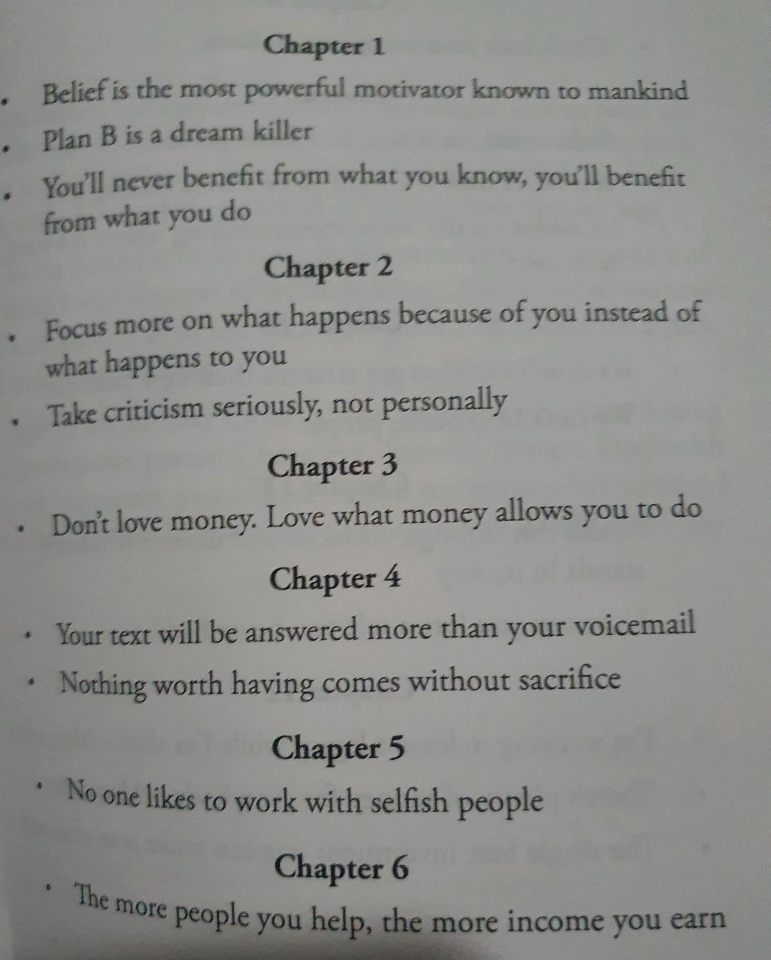 Chapter 1
• Belief is the most powerful motivator known to mankind
• Plan B is a dream killer
• You'll never benefit from what you know, you'll benefit
from what you do
Chapter 2
• Focus more on what happens because of you instead of
what happens to you
• Take criticism seriously, not personally
Chapter 3
• Don't love money. Love what money allows you to do
Chapter 4
• Your text will be answered more than your voicemail
• Nothing worth having comes without sacrifice
Chapter 5
• No one likes to work with selfish people
Chapter 6
• The more people you help, the more income you earn